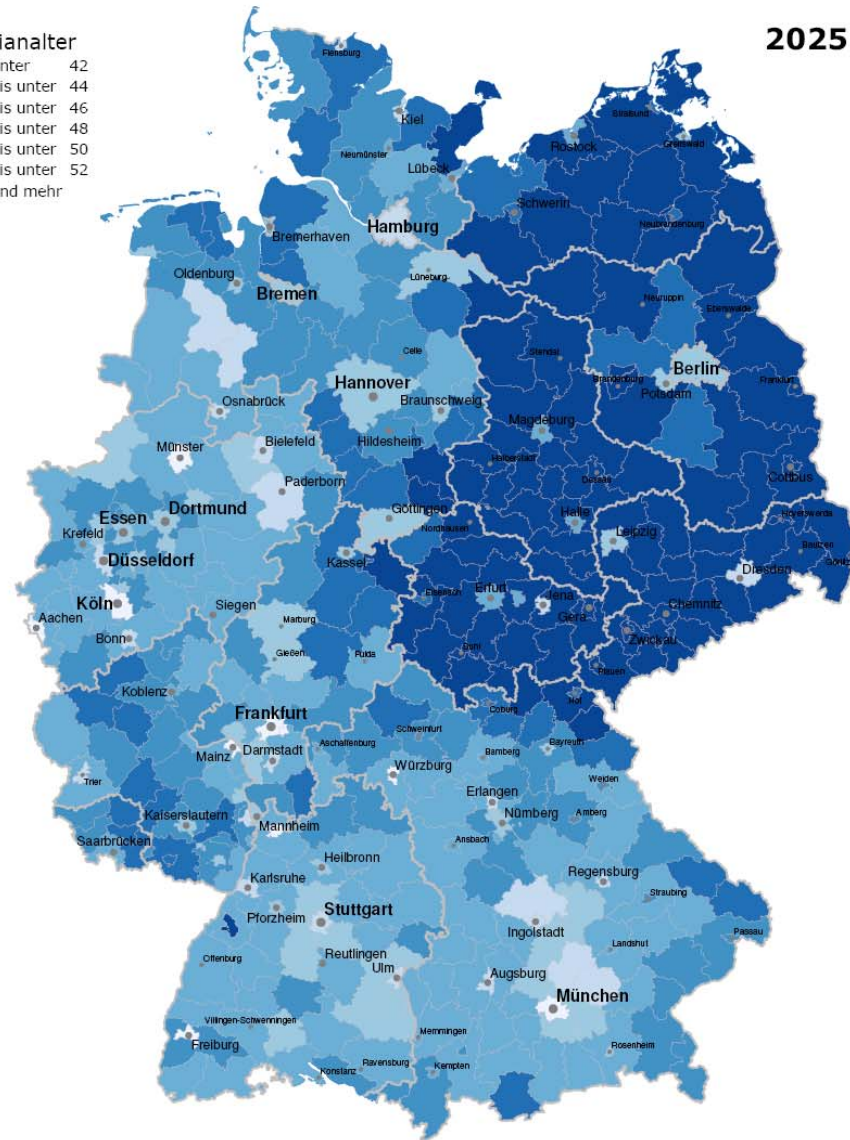 ianalter
2025
nter 42
is unter 44
is unter 46
is unter 48
is unter 50
is unter 52
nd mehr
Flensburg
Kiel
Neumünster
Lübeck
Stralsund
Rostock
Greifswald
Schwerin
Neubrandenburg
Hamburg
Bremerhaven
Lüneburg
Oldenburg
Bremen
Neuruppin
Eberswalde
Celle
Stendal
Hannover
Braunschweig
Berlin
Brandenburg
Potsdam
Frankfurt
Osnabrück
Magdeburg
Hildesheim
Münster
Bielefeld
Halberstadt
Dessau
Cottbus
Paderborn
Essen
Dortmund
Göttingen
Nordhausen
Halle
Hoyerswerda
Krefeld
Leipzig
Bautzen
Düsseldorf
Kassel
Görlitz
Dresden
Eisenach
Erfurt
Jena
Köln
Gera
Chemnitz
Aachen
Siegen
Marburg
Zwickau
Bonn
Gießen
Fulda
Suhl
Plauen
Koblenz
Hof
Coburg
Frankfurt
Schweinfurt
Aschaffenburg
Bayreuth
Mainz
Darmstadt
Bamberg
Würzburg
Trier
Weiden
Erlangen
Kaiserslautern
Nürnberg
Amberg
Mannheim
Saarbrücken
Ansbach
Heilbronn
Karlsruhe
Regensburg
Straubing
Pforzheim
Stuttgart
Ingolstadt
Passau
Landshut
Offenburg
Reutlingen
Ulm
Augsburg
München
Villingen-Schwenningen
Freiburg
Memmingen
Rosenheim
Ravensburg
Konstanz
Kempten